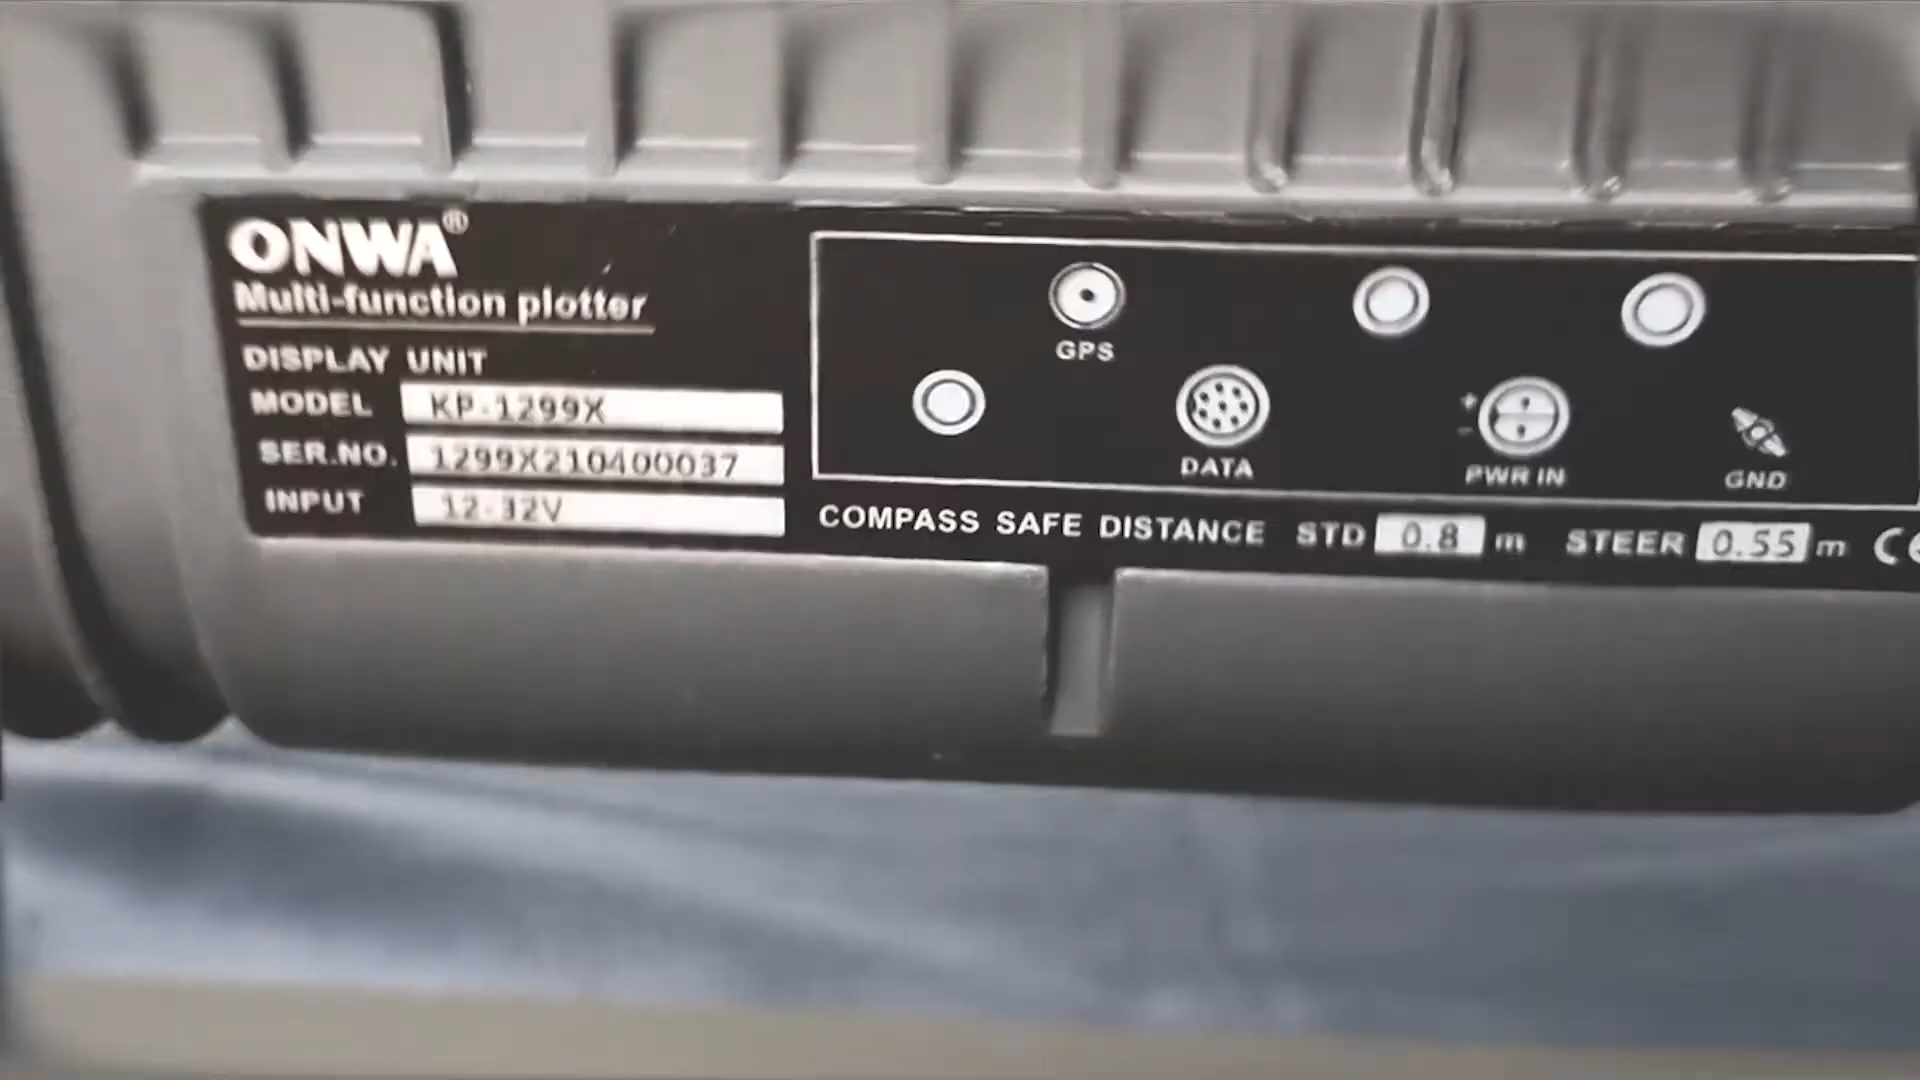 ONWA®
Multi-function plotter
DISPLAY UNIT
MODEL KP-1299X
SER.NO. 1299X210400037
INPUT 12-32V
GPS
DATA
+
-
PWR IN
GND
COMPASS SAFE DISTANCE STD 0.8 m STEER 0.55 m CE